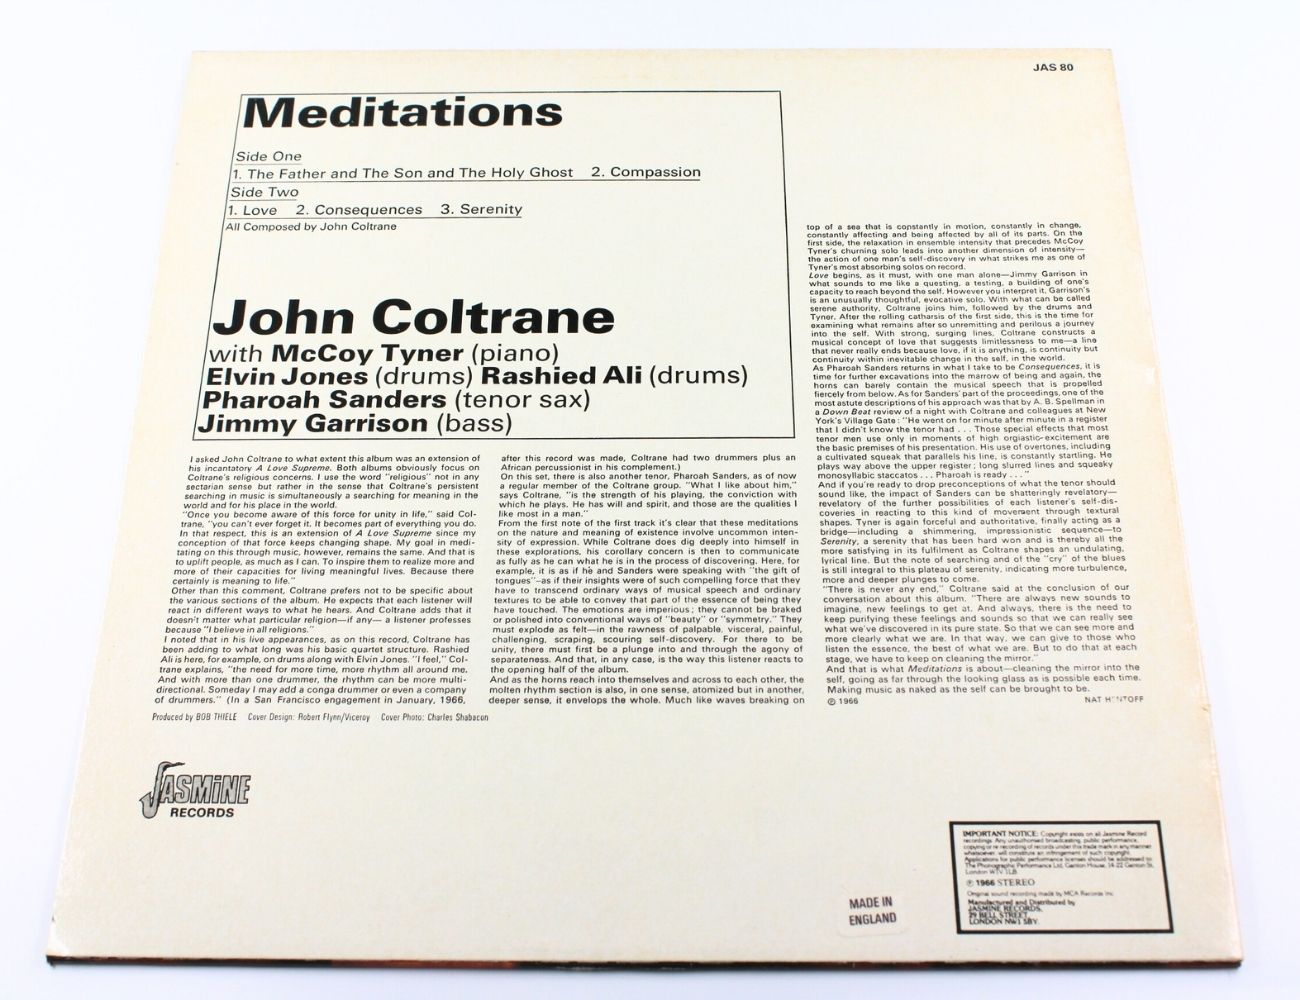 JAS 80
Meditations
Side One
1. The Father and The Son and The Holy Ghost 2. Compassion
Side Two
1. Love 2. Consequences 3. Serenity
All Composed by John Coltrane
John Coltrane
with McCoy Tyner (piano)
Elvin Jones (drums) Rashied Ali (drums)
Pharoah Sanders (tenor sax)
Jimmy Garrison (bass)
I asked John Coltrane to what extent this album was an extension of
his incantatory A Love Supreme. Both albums obviously focus on
Coltrane's religious concerns. I use the word "religious" not in any
sectarian sense but rather in the sense that Coltrane's persistent
searching in music is simultaneously a searching for meaning in the
world and for his place in the world.
"Once you become aware of this force for unity in life," said Col-
trane, "you can't ever forget it. It becomes part of everything you do.
In that respect, this is an extension of A Love Supreme since my
conception of that force keeps changing shape. My goal in medi-
tating on this through music, however, remains the same. And that is
to uplift people, as much as I can. To inspire them to realize more and
more of their capacities for living meaningful lives. Because there
certainly is meaning to life."
Other than this comment, Coltrane prefers not to be specific about
the various sections of the album. He expects that each listener will
react in different ways to what he hears. And Coltrane adds that it
doesn't matter what particular religion—if any— a listener professes
because "I believe in all religions."
I noted that in his live appearances, as on this record, Coltrane has
been adding to what long was his basic quartet structure. Rashied
Ali is here, for example, on drums along with Elvin Jones. "I feel," Col-
trane explains, "the need for more time, more rhythm all around me.
And with more than one drummer, the rhythm can be more multi-
directional. Someday I may add a conga drummer or even a company
of drummers." (In a San Francisco engagement in January, 1966,
after this record was made, Coltrane had two drummers plus an
African percussionist in his complement.)
On this set, there is also another tenor, Pharoah Sanders, as of now
a regular member of the Coltrane group. "What I like about him,"
says Coltrane, "is the strength of his playing, the conviction with
which he plays. He has will and spirit, and those are the qualities I
like most in a man."
From the first note of the first track it's clear that these meditations
on the nature and meaning of existence involve uncommon inten-
sity of expression. While Coltrane does dig deeply into himself in
these explorations, his corollary concern is then to communicate
as fully as he can what he is in the process of discovering. Here, for
example, it is as if he and Sanders were speaking with "the gift of
tongues"–as if their insights were of such compelling force that they
have to transcend ordinary ways of musical speech and ordinary
textures to be able to convey that part of the essence of being they
have touched. The emotions are imperious; they cannot be braked
or polished into conventional ways of "beauty" or "symmetry." They
must explode as felt—in the rawness of palpable, visceral, painful,
challenging, scraping, scouring self-discovery. For there to be
unity, there must first be a plunge into and through the agony of
separateness. And that, in any case, is the way this listener reacts to
the opening half of the album.
And as the horns reach into themselves and across to each other, the
molten rhythm section is also, in one sense, atomized but in another,
deeper sense, it envelops the whole. Much like waves breaking on
top of a sea that is constantly in motion, constantly in change,
constantly affecting and being affected by all of its parts. On the
first side, the relaxation in ensemble intensity that precedes McCoy
Tyner's churning solo leads into another dimension of intensity—
the action of one man's self-discovery in what strikes me as one of
Tyner's most absorbing solos on record.
Love begins, as it must, with one man alone—Jimmy Garrison in
what sounds to me like a questing, a testing, a building of one's
capacity to reach beyond the self. However you interpret it, Garrison's
is an unusually thoughtful, evocative solo. With what can be called
serene authority, Coltrane joins him, followed by the drums and
Tyner. After the rolling catharsis of the first side, this is the time for
examining what remains after so unremitting and perilous a journey
into the self. With strong, surging lines, Coltrane constructs a
musical concept of love that suggests limitlessness to me—a line
that never really ends because love, if it is anything, is continuity but
continuity within inevitable change in the self, in the world.
As Pharoah Sanders returns in what I take to be Consequences, it is
time for further excavations into the marrow of being and again, the
horns can barely contain the musical speech that is propelled
fiercely from below. As for Sanders' part of the proceedings, one of the
most astute descriptions of his approach was that by A. B. Spellman in
a Down Beat review of a night with Coltrane and colleagues at New
York's Village Gate: "He went on for minute after minute in a register
that I didn't know the tenor had . . . Those special effects that most
tenor men use only in moments of high orgiastic excitement are
the basic premises of his presentation. His use of overtones, including
a cultivated squeak that parallels his line, is constantly startling. He
plays way above the upper register; long slurred lines and squeaky
monosyllabic staccatos . . . Pharoah is ready . . . "
And if you're ready to drop preconceptions of what the tenor should
sound like, the impact of Sanders can be shatteringly revelatory—
revelatory of the further possibilities of each listener's self-dis-
coveries in reacting to this kind of movement through textural
shapes. Tyner is again forceful and authoritative, finally acting as a
bridge—including a shimmering, impressionistic sequence—to
Serenity, a serenity that has been hard won and is thereby all the
more satisfying in its fulfilment as Coltrane shapes an undulating,
lyrical line. But the note of searching and of the "cry" of the blues
is still integral to this plateau of serenity, indicating more turbulence,
more and deeper plunges to come.
"There is never any end," Coltrane said at the conclusion of our
conversation about this album. "There are always new sounds to
imagine, new feelings to get at. And always, there is the need to
keep purifying these feelings and sounds so that we can really see
what we've discovered in its pure state. So that we can see more and
more clearly what we are. In that way, we can give to those who
listen the essence, the best of what we are. But to do that at each
stage, we have to keep on cleaning the mirror."
And that is what Meditations is about—cleaning the mirror into the
self, going as far through the looking glass as is possible each time.
Making music as naked as the self can be brought to be.
℗ 1966 NAT HENTOFF
Produced by BOB THIELE Cover Design: Robert Flynn/Viceroy Cover Photo: Charles Shabacon
JASMINE
RECORDS
MADE IN
ENGLAND
IMPORTANT NOTICE: Copyright exists on all Jasmine Record
recordings. Any unauthorised broadcasting, public performance,
copying or re-recording of records under this trade mark in any manner
whatsoever, will constitute an infringement of such copyright.
Applications for public performance licenses should be addressed to:
The Phonographic Performance Ltd, Ganton House, 14-22 Ganton St,
London W1V 1LB.
℗ 1966 STEREO
Original sound recording made by MCA Records Inc
Manufactured and Distributed by
JASMINE RECORDS,
29 BELL STREET,
LONDON NW1 5BY.